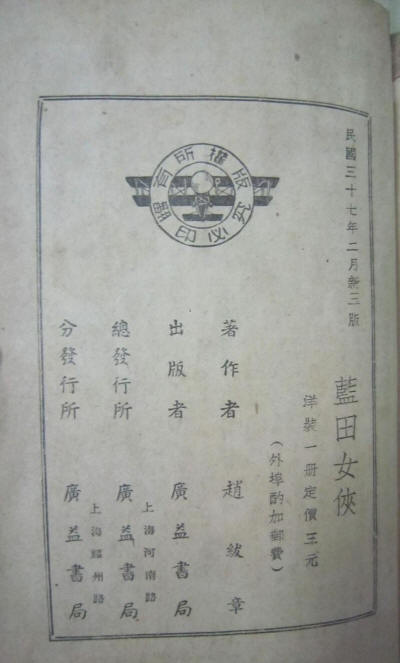 版權所有
翻印必究
民國三十七年二月新三版
藍田女俠
洋裝一册定價三元
（外埠酌加郵費）
著作者 趙紱章
出版者 廣益書局
上海河南路
總發行所 廣益書局
上海福州路
分發行所 廣益書局